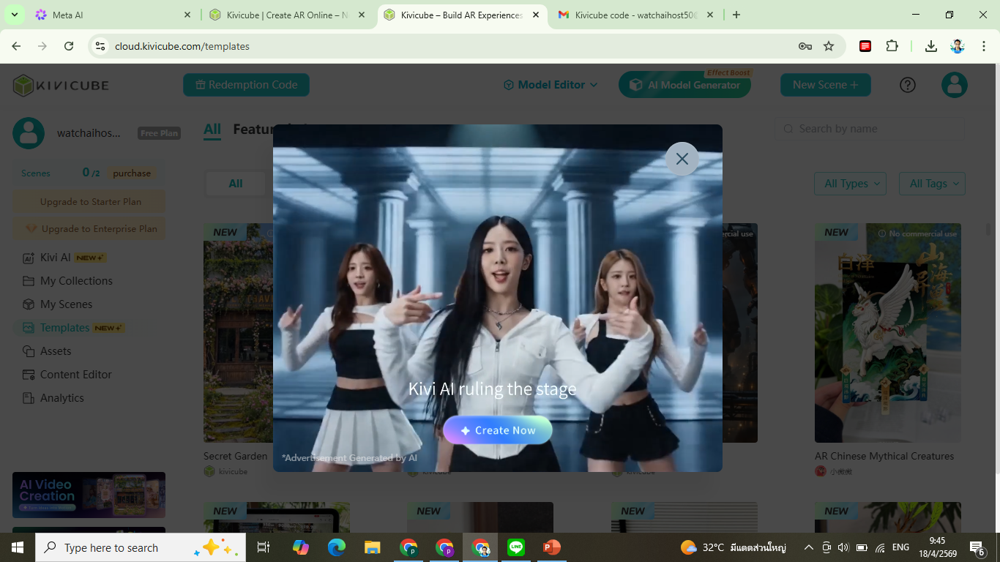 Meta AI
Kivicube | Create AR Online – N
Kivicube – Build AR Experiences
Kivicube code - watchaihost50@
cloud.kivicube.com/templates
KIVICUBE
Redemption Code
Model Editor
Effect Boost
AI Model Generator
New Scene +
watchaihos...
Free Plan
All
Search by name
Scenes
0 /2
purchase
Upgrade to Starter Plan
Upgrade to Enterprise Plan
All
All Types
All Tags
Kivi AI NEW
My Collections
My Scenes
Templates NEW
Assets
Content Editor
Analytics
AI Video
Creation
NEW
NEW
No commercial use
白泽
山海
Kivi AI ruling the stage
Create Now
*Advertisement Generated by AI
Secret Garden
kivicube
kivicube
kivicube
AR Chinese Mythical Creatures
小微微
NEW
NEW
NEW
NEW
Type here to search
32°C มีแดดส่วนใหญ่
ENG
9:45
18/4/2569
6